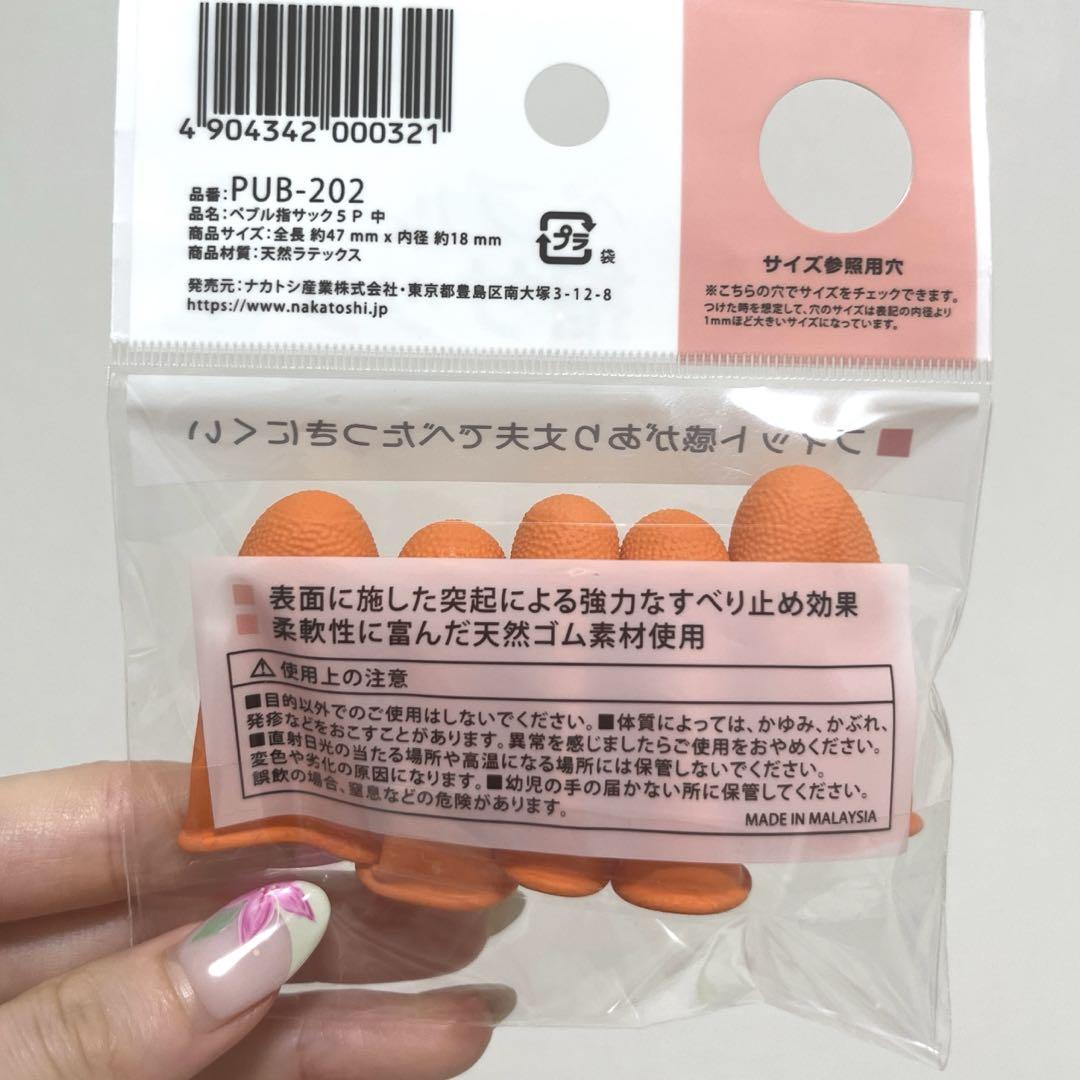 4 904342 000321
品番:PUB-202
品名:ペブル指サック5P 中
商品サイズ:全長 約47 mm x 内径 約18 mm
商品材質:天然ラテックス
発売元:ナカトシ産業株式会社・東京都豊島区南大塚3-12-8
https://www.nakatoshi.jp
プラ
袋
サイズ参照用穴
※こちらの穴でサイズをチェックできます。
つけた時を想定して、穴のサイズは表記の内径より
1mmほど大きいサイズになっています。
■フィット感があり丈夫でべたつきにくい
■表面に施した突起による強力なすべり止め効果
■柔軟性に富んだ天然ゴム素材使用
⚠使用上の注意
■目的以外でのご使用はしないでください。■体質によっては、かゆみ、かぶれ、
発疹などをおこすことがあります。異常を感じましたらご使用をおやめください。
■直射日光の当たる場所や高温になる場所には保管しないでください。
変色や劣化の原因になります。■幼児の手の届かない所に保管してください。
誤飲の場合、窒息などの危険があります。
MADE IN MALAYSIA